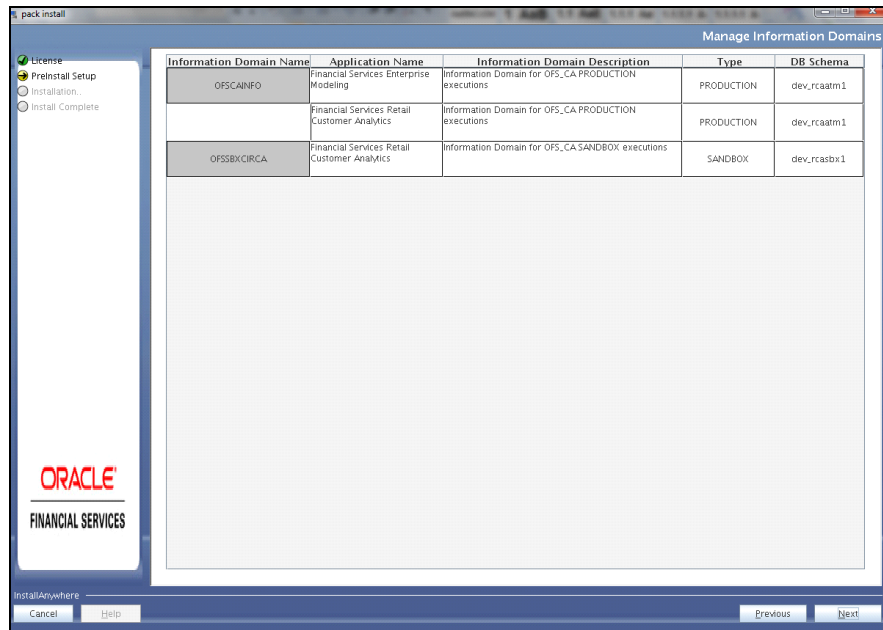 pack install
Manage Information Domains
License
PreInstall Setup
Installation..
Install Complete
Information Domain Name Application Name Information Domain Description Type DB Schema
OFSCAINFO Financial Services Enterprise Modeling Information Domain for OFS_CA PRODUCTION executions PRODUCTION dev_rcaatm1
Financial Services Retail Customer Analytics Information Domain for OFS_CA PRODUCTION executions PRODUCTION dev_rcaatm1
OFSSBXCIRCA Financial Services Retail Customer Analytics Information Domain for OFS_CA SANDBOX executions SANDBOX dev_rcasbx1
ORACLE
FINANCIAL SERVICES
InstallAnywhere
Cancel Help Previous Next